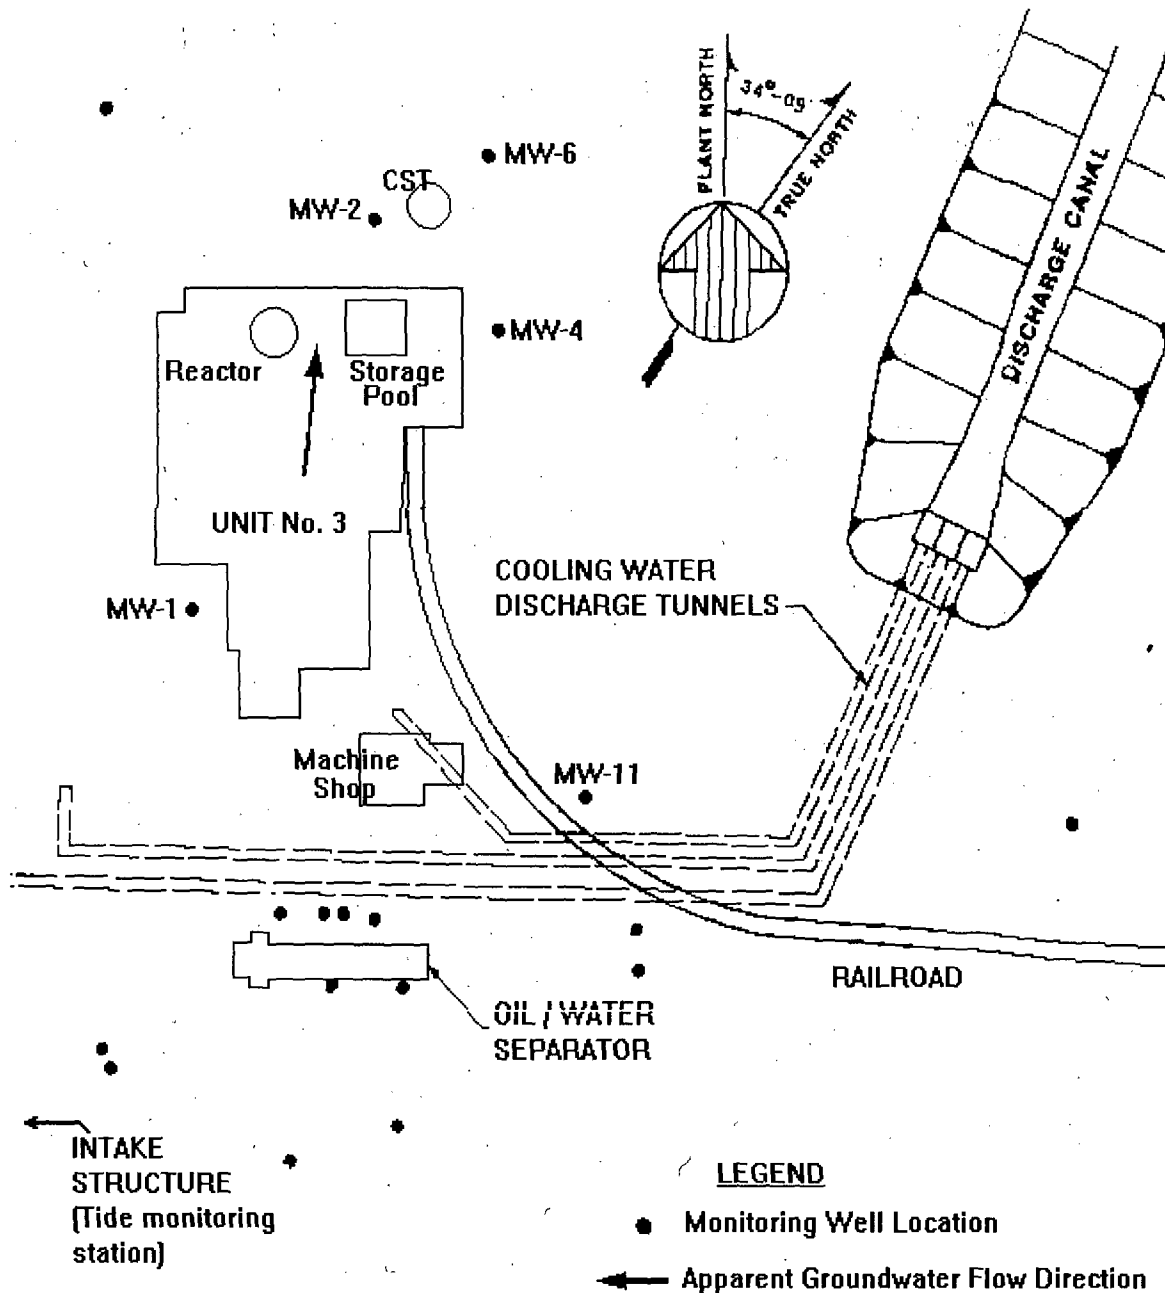 PLANT NORTH
34°-09
TRUE NORTH
MW-6
CST
MW-2
DISCHARGE CANAL
MW-4
Reactor
Storage
Pool
UNIT No. 3
COOLING WATER
DISCHARGE TUNNELS
MW-1
Machine
Shop
MW-11
RAILROAD
OIL / WATER
SEPARATOR
INTAKE
STRUCTURE
(Tide monitoring
station)
LEGEND
Monitoring Well Location
Apparent Groundwater Flow Direction